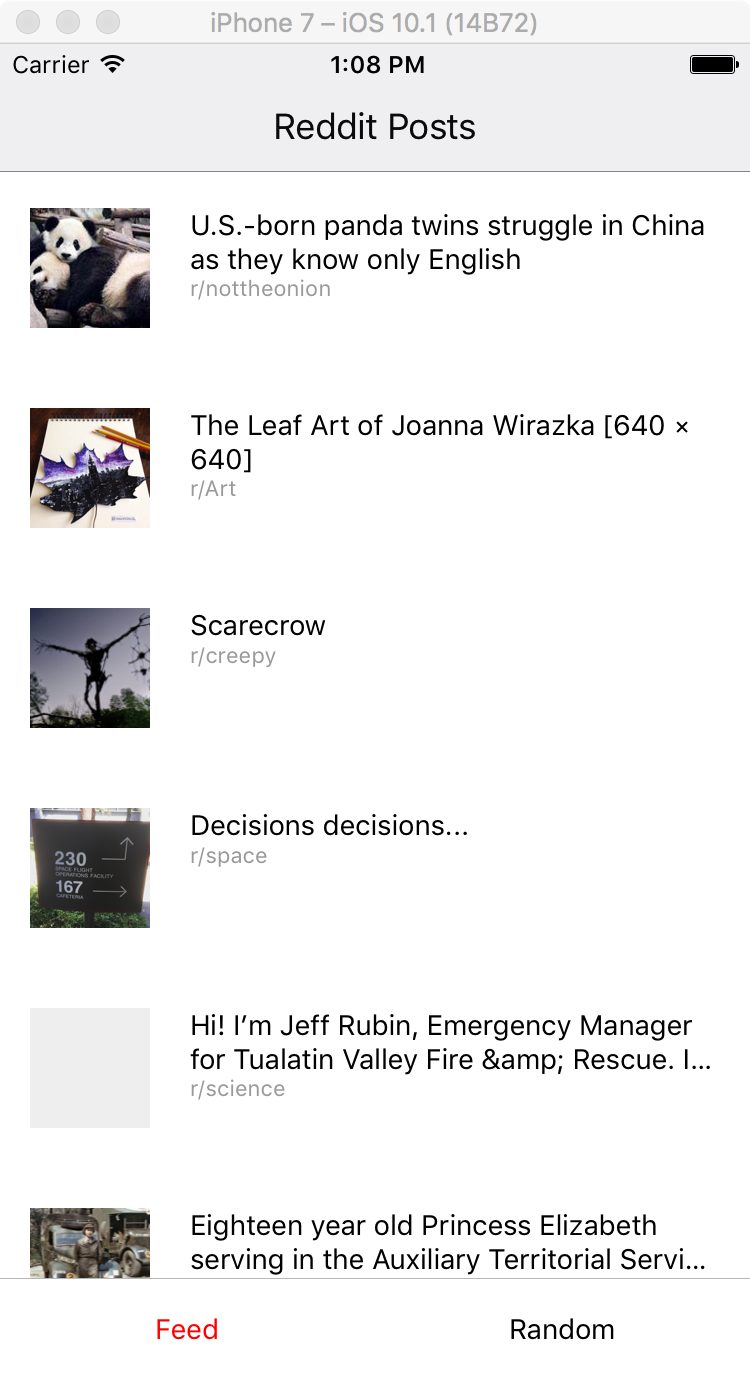 iPhone 7 – iOS 10.1 (14B72)
Carrier 1:08 PM
Reddit Posts
U.S.-born panda twins struggle in China
as they know only English
r/nottheonion
The Leaf Art of Joanna Wirazka [640 ×
640]
r/Art
Scarecrow
r/creepy
230
SPACE FLIGHT
OPERATIONS FACILITY
167
CAFETERIA
Decisions decisions...
r/space
Hi! I’m Jeff Rubin, Emergency Manager
for Tualatin Valley Fire &amp; Rescue. I...
r/science
Eighteen year old Princess Elizabeth
serving in the Auxiliary Territorial Servi...
Feed
Random